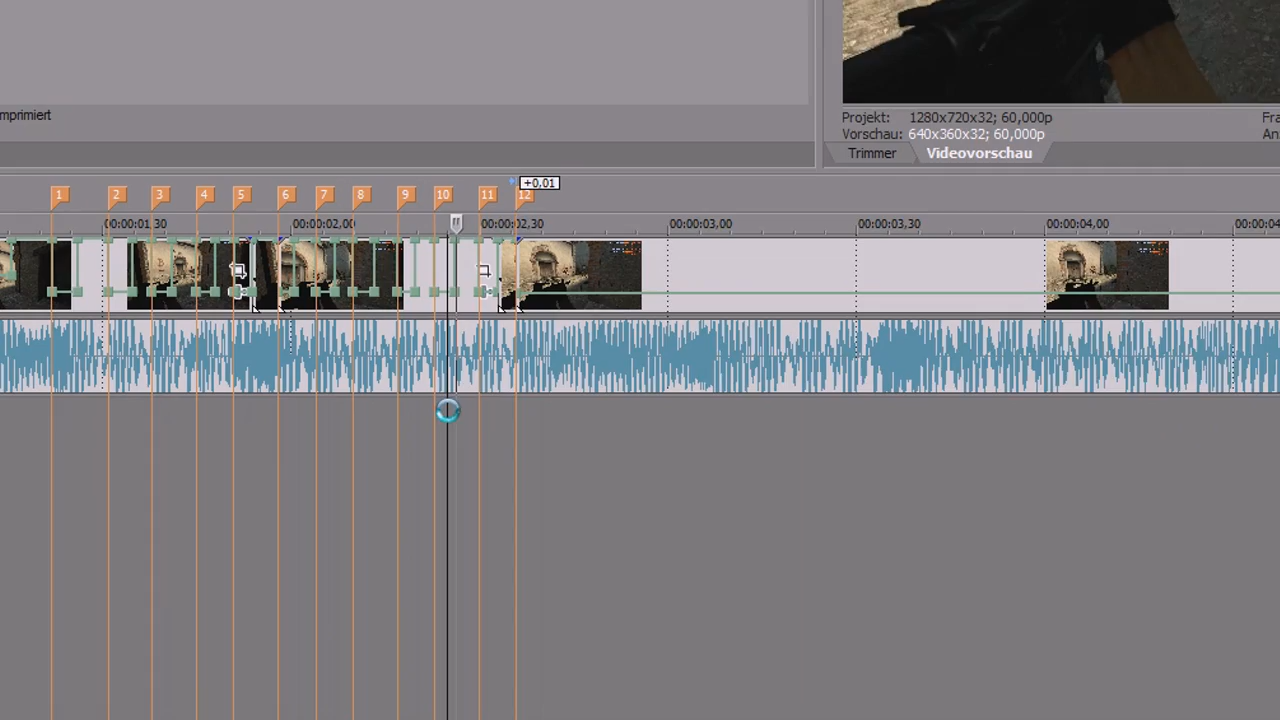 mprimiert
Projekt: 1280x720x32; 60,000p
Fra
Vorschau: 640x360x32; 60,000p
An
Trimmer Videovorschau
+0,01
1 2 3 4 5 6 7 8 9 10 11 12
00:00:01,30 00:00:02,00 00:00:02,30 00:00:03,00 00:00:03,30 00:00:04,00 00:00:04